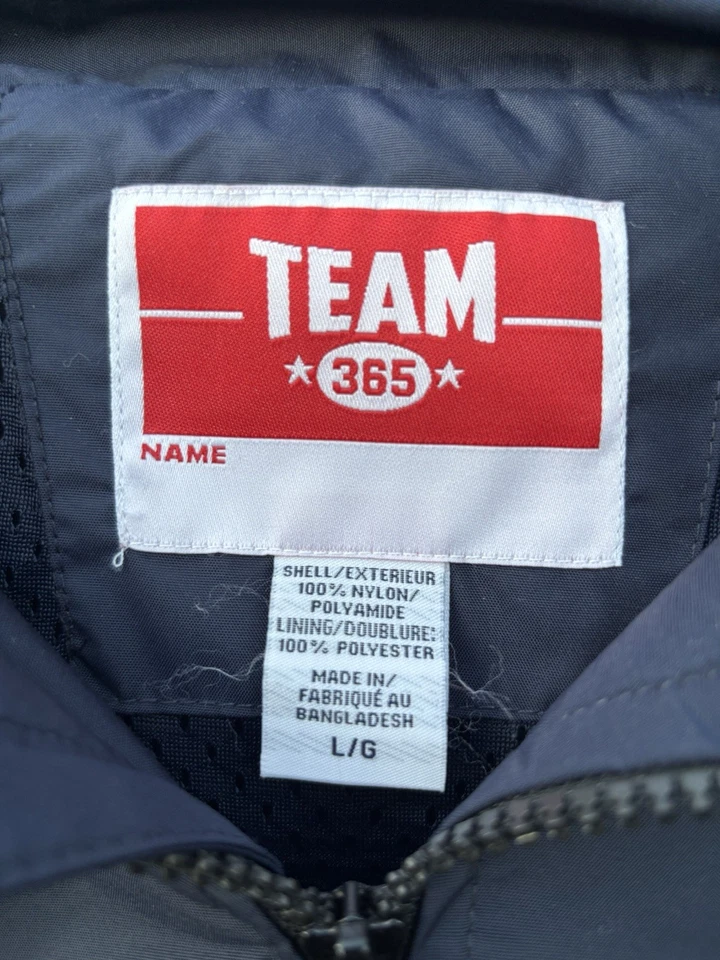 TEAM
365
NAME
SHELL/EXTERIEUR
100% NYLON/
POLYAMIDE
LINING/DOUBLURE:
100% POLYESTER
MADE IN/
FABRIQUÉ AU
BANGLADESH
L/G